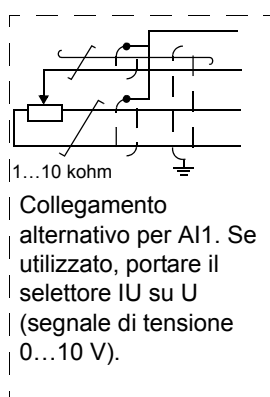 1…10 kohm
Collegamento
alternativo per AI1. Se
utilizzato, portare il
selettore IU su U
(segnale di tensione
0…10 V).